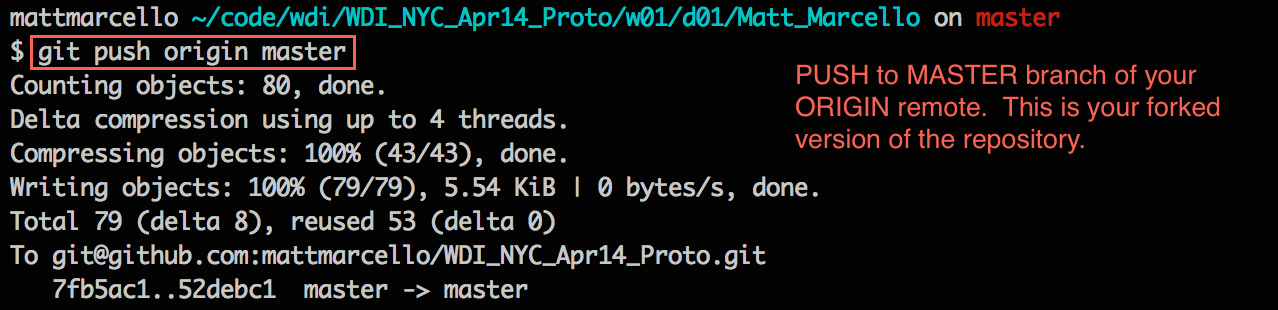 mattmarcello ~/code/wdi/WDI_NYC_Apr14_Proto/w01/d01/Matt_Marcello on master
$ git push origin master
Counting objects: 80, done.
Delta compression using up to 4 threads.
Compressing objects: 100% (43/43), done.
Writing objects: 100% (79/79), 5.54 KiB | 0 bytes/s, done.
Total 79 (delta 8), reused 53 (delta 0)
To git@github.com:mattmarcello/WDI_NYC_Apr14_Proto.git
7fb5ac1..52debc1  master -> master
PUSH to MASTER branch of your
ORIGIN remote.  This is your forked
version of the repository.